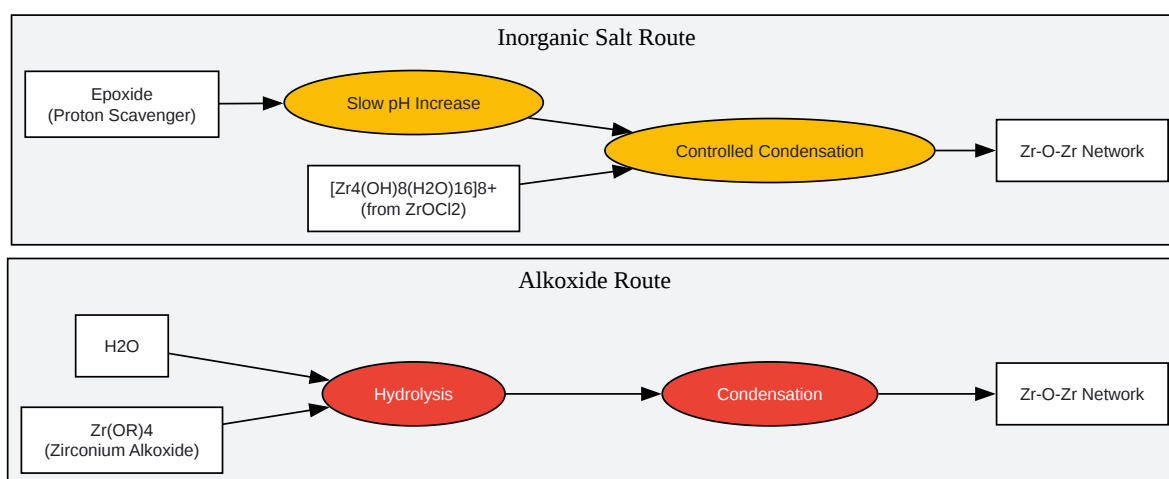 Inorganic Salt Route
Epoxide
(Proton Scavenger)
Slow pH Increase
[Zr4(OH)8(H2O)16]8+
(from ZrOCl2)
Controlled Condensation
Zr-O-Zr Network
Alkoxide Route
H2O
Zr(OR)4
(Zirconium Alkoxide)
Hydrolysis
Condensation
Zr-O-Zr Network